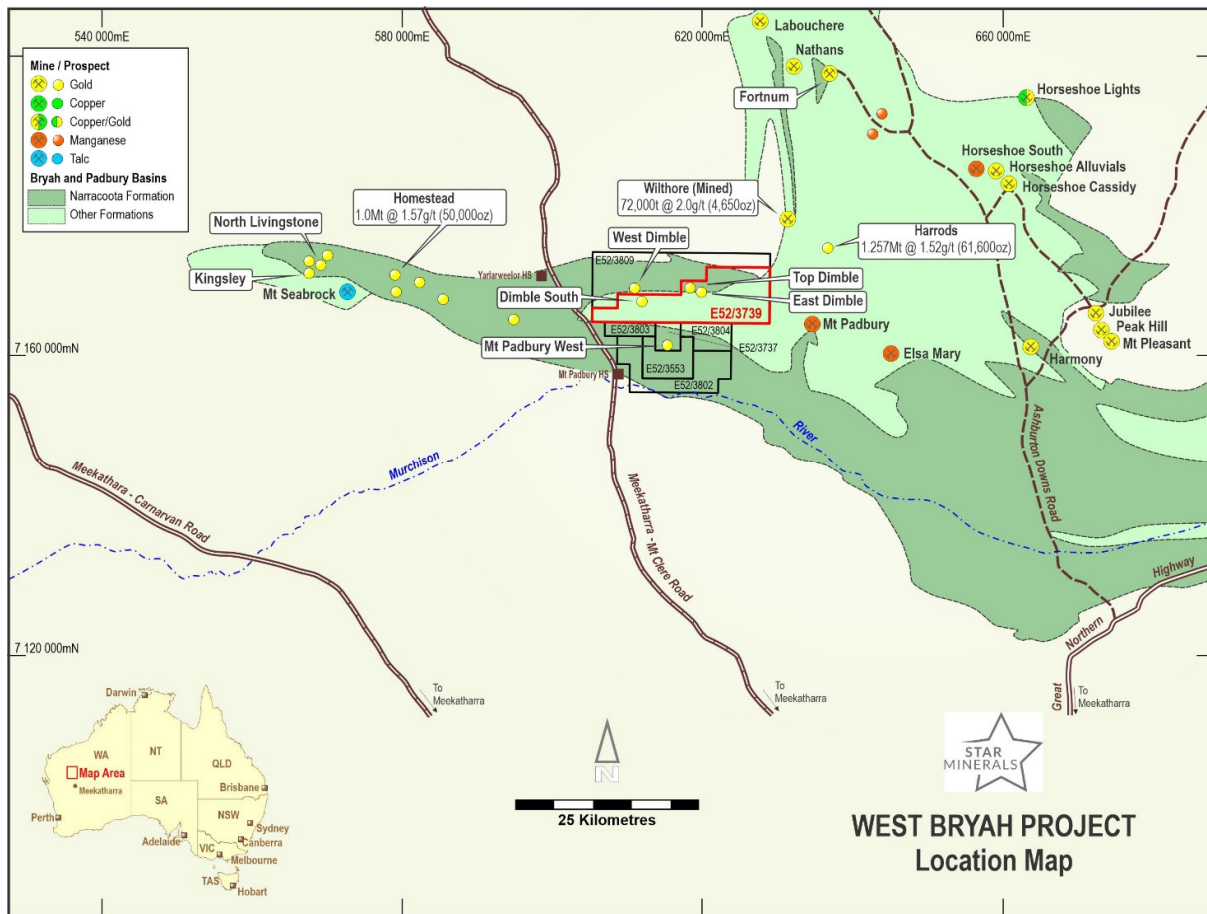 540 000mE
580 000mE
620 000mE
660 000mE
Mine / Prospect
Gold
Copper
Copper/Gold
Manganese
Talc
Bryah and Padbury Basins
Narracoota Formation
Other Formations
Labouchere
Nathans
Fortnum
Horseshoe Lights
Horseshoe South
Horseshoe Alluvials
Horseshoe Cassidy
Homestead
1.0Mt @ 1.57g/t (50,000oz)
Wilthore (Mined)
72,000t @ 2.0g/t (4,650oz)
North Livingstone
West Dimble
Harrods
1.257Mt @ 1.52g/t (61,600oz)
Kingsley
Mt Seabrock
Yarlarweelor HS
E52/3809
Top Dimble
Dimble South
East Dimble
E52/3739
Jubilee
Peak Hill
Mt Pleasant
Mt Padbury
E52/3803
E52/3804
E52/3737
Mt Padbury West
Elsa Mary
Harmony
7 160 000mN
Mt Padbury HS
E52/3553
E52/3802
Murchison
River
Ashburton Downs Road
Meekathara - Carnarvan Road
Meekatharra - Mt Clere Road
Great
Northern
Highway
7 120 000mN
To
Meekatharra
To
Meekatharra
To
Meekatharra
Darwin
WA
NT
QLD
Map Area
Meekatharra
Brisbane
SA
NSW
Perth
Sydney
Adelaide
Canberra
VIC
Melbourne
TAS
Hobart
N
25 Kilometres
STAR
MINERALS
WEST BRYAH PROJECT
Location Map